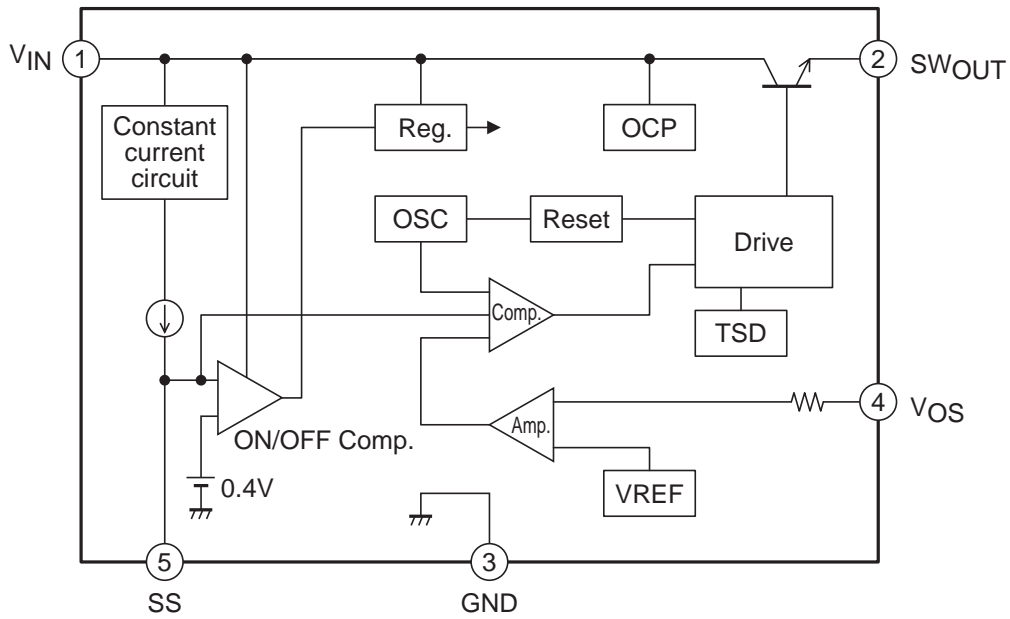 VIN
1
2
SWOUT
Constant
current
circuit
Reg.
OCP
OSC
Reset
Drive
Comp.
TSD
ON/OFF Comp.
Amp.
4
VOS
0.4V
VREF
5
3
SS
GND